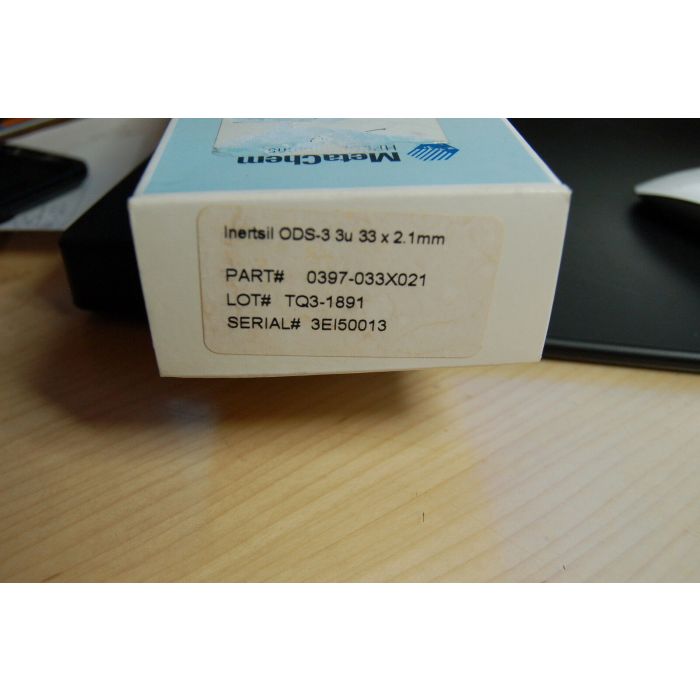 MetaChem
Inertsil ODS-3 3u 33 x 2.1mm
PART# 0397-033X021
LOT# TQ3-1891
SERIAL# 3EI50013